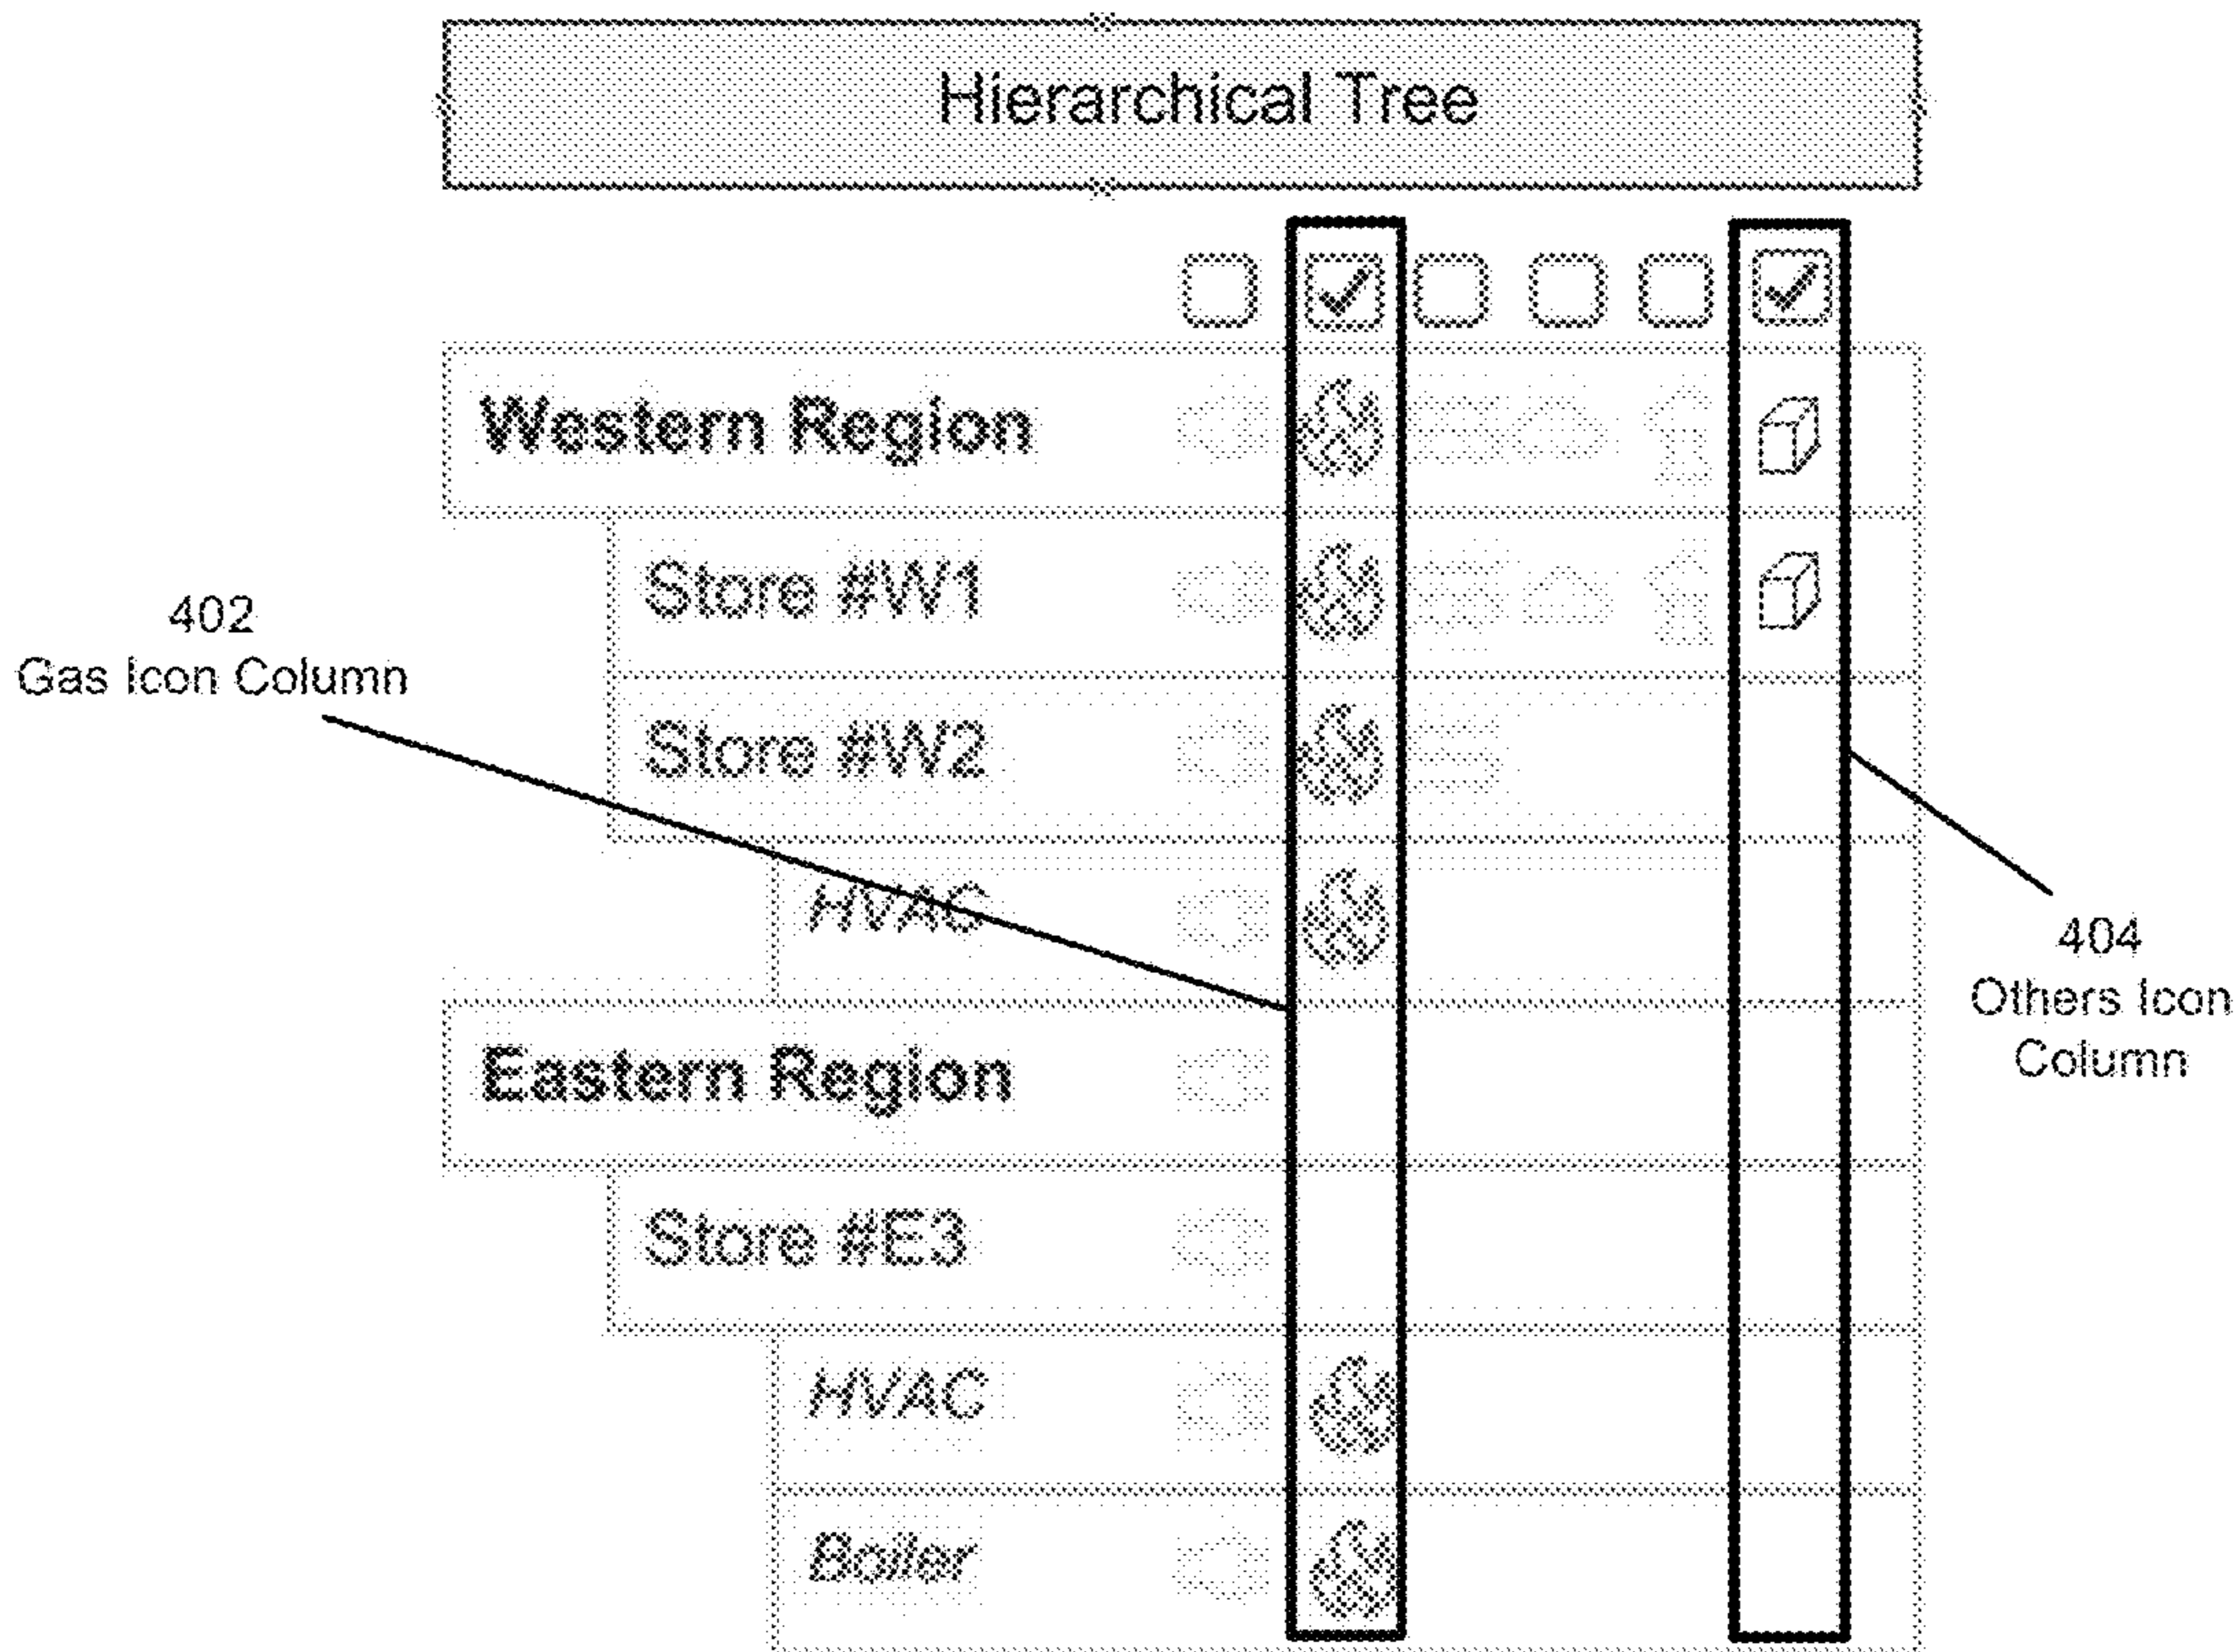 Hierarchical Tree
Western Region
Store #W1
402
Gas Icon Column
Store #W2
HVAC
404
Others Icon
Column
Eastern Region
Store #E3
HVAC
Boiler